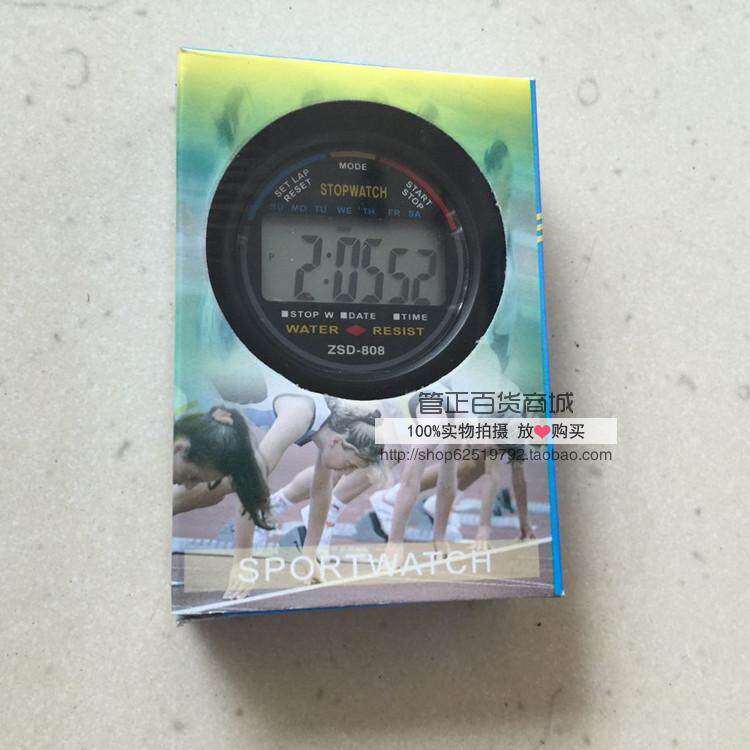 MODE
SET LAP
RESET
START
STOP
STOPWATCH
SU MO TU WE TH FR SA
P
2:05 52
STOP W DATE TIME
WATER RESIST
ZSD-808
管正百货商城
100%实物拍摄 放❤购买
http://shop62519792.taobao.com/
SPORTWATCH